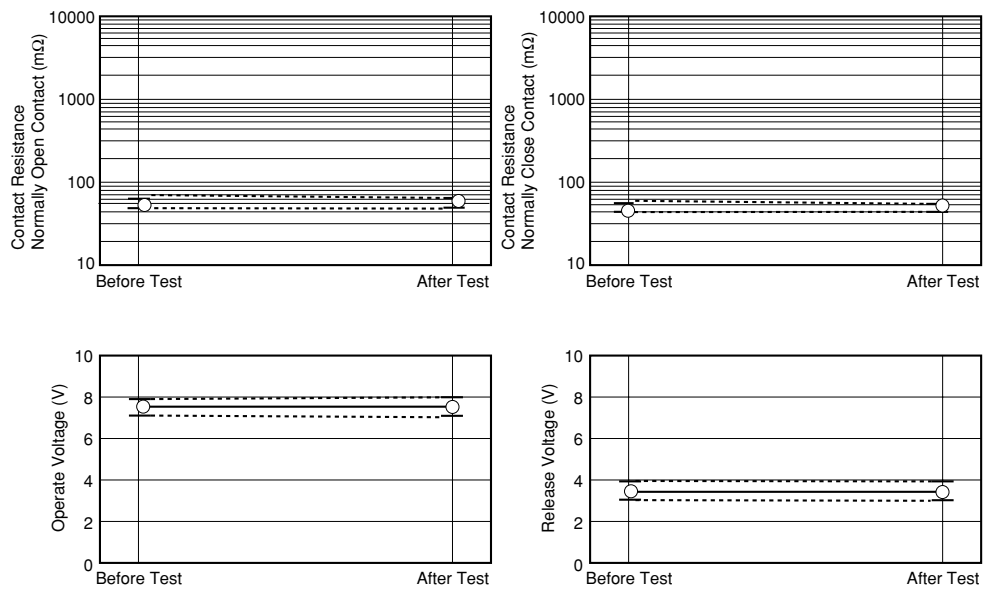 Contact Resistance
Normally Open Contact (mΩ)
10000
1000
100
10
Before Test
After Test
Contact Resistance
Normally Close Contact (mΩ)
10000
1000
100
10
Before Test
After Test
Operate Voltage (V)
10
8
6
4
2
0
Before Test
After Test
Release Voltage (V)
10
8
6
4
2
0
Before Test
After Test